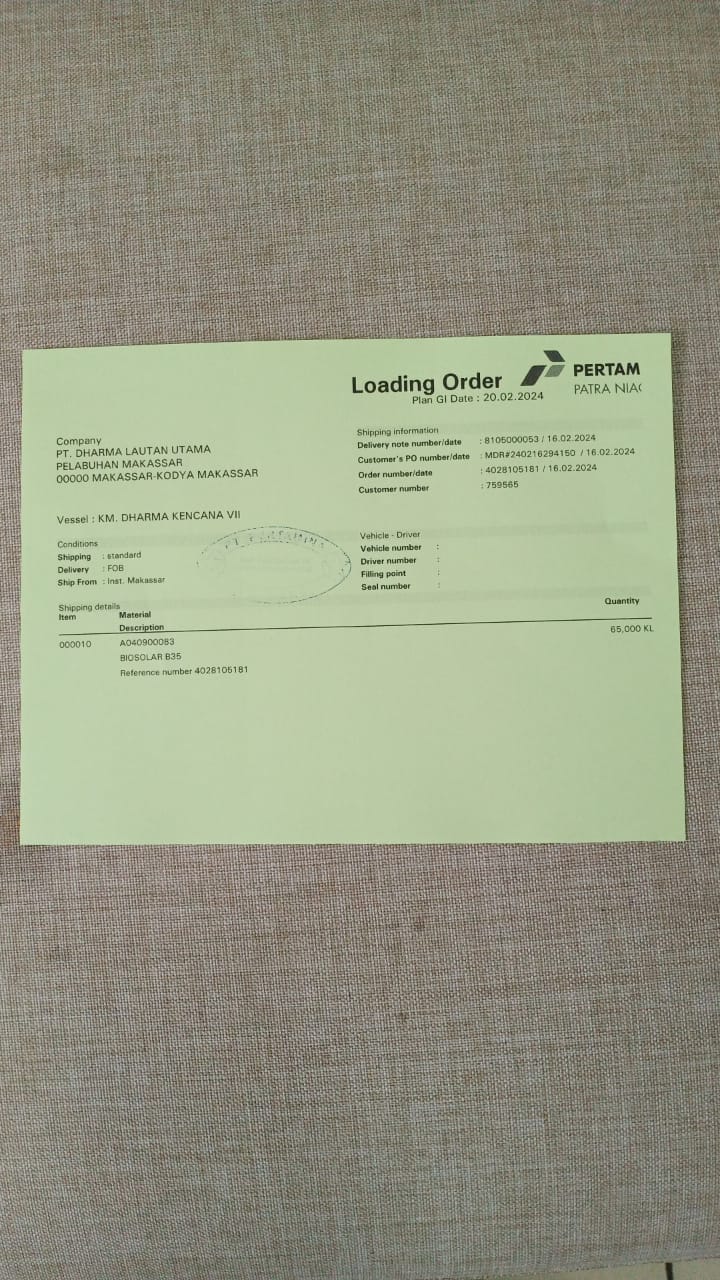 Loading Order
PERTAM
PATRA NIA
Plan GI Date : 20.02.2024
Company
PT. DHARMA LAUTAN UTAMA
PELABUHAN MAKASSAR
00000 MAKASSAR-KODYA MAKASSAR
Shipping information
Delivery note number/date : 8105000053 / 16.02.2024
Customer's PO number/date : MDR#240216294150 / 16.02.2024
Order number/date : 4028105181 / 16.02.2024
Customer number : 759565
Vessel : KM. DHARMA KENCANA VII
Conditions
Shipping : standard
Delivery : FOB
Ship From : Inst. Makassar
Vehicle - Driver
Vehicle number :
Driver number :
Filling point :
Seal number :
Shipping details
Item Material Quantity
Description
000010 A040900083 65,000 KL
BIOSOLAR B35
Reference number 4028105181